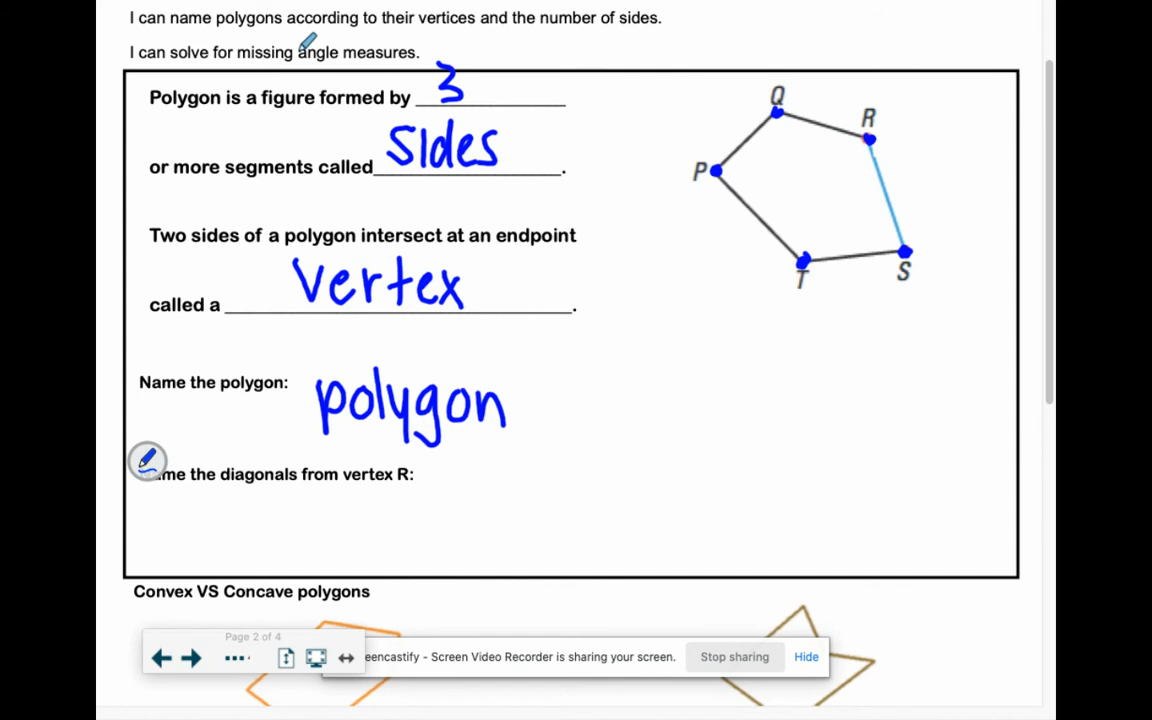 I can name polygons according to their vertices and the number of sides.
I can solve for missing angle measures.
Polygon is a figure formed by 3
or more segments called sides.
Two sides of a polygon intersect at an endpoint
called a vertex.
Name the polygon: polygon
me the diagonals from vertex R:
Q
R
P
T
S
Convex VS Concave polygons
Page 2 of 4
eencastify - Screen Video Recorder is sharing your screen.
Stop sharing
Hide